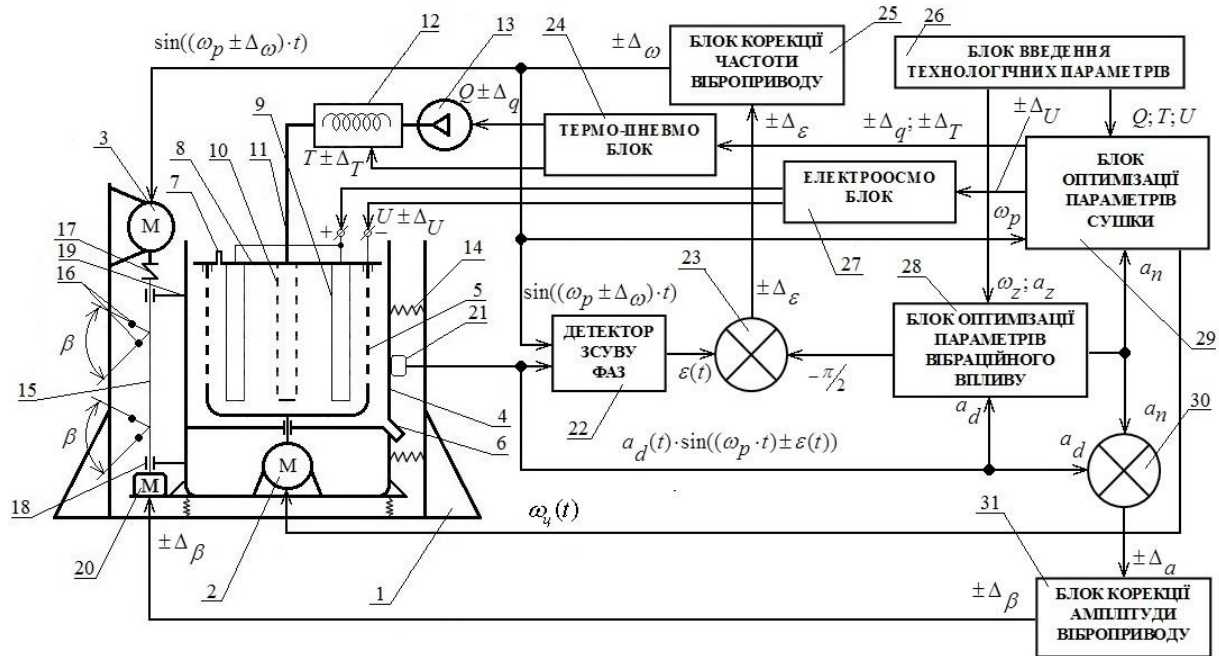 12
13
24
25
26
sin((ω_p ± Δ_ω)·t)
±Δ_ω
БЛОК КОРЕКЦІЇ
ЧАСТОТИ
ВІБРОПРИВОДУ
БЛОК ВВЕДЕННЯ
ТЕХНОЛОГІЧНИХ ПАРАМЕТРІВ
9
Q ± Δ_q
±Δ_ε
±Δ_q; ±Δ_T
±Δ_U
Q; T; U
3
8
10
11
7
T ± Δ_T
ТЕРМО-ПНЕВМО
БЛОК
БЛОК
ОПТИМІЗАЦІЇ
ПАРАМЕТРІВ
СУШКИ
М
ЕЛЕКТРООСМО
БЛОК
ω_p
+
−
U ± Δ_U
17
19
16
14
5
21
β
15
β
18
20
М
М
4
6
2
1
27
23
28
29
sin((ω_p ± Δ_ω)·t)
±Δ_ε
ω_z; a_z
a_n
ДЕТЕКТОР
ЗСУВУ
ФАЗ
ε(t)
−π/2
БЛОК ОПТИМІЗАЦІЇ
ПАРАМЕТРІВ
ВІБРАЦІЙНОГО
ВПЛИВУ
22
a_d
a_n
30
a_d(t)·sin((ω_p·t) ± ε(t))
a_d
ω_ц(t)
31
±Δ_a
±Δ_β
±Δ_β
БЛОК КОРЕКЦІЇ
АМПЛІТУДИ
ВІБРОПРИВОДУ